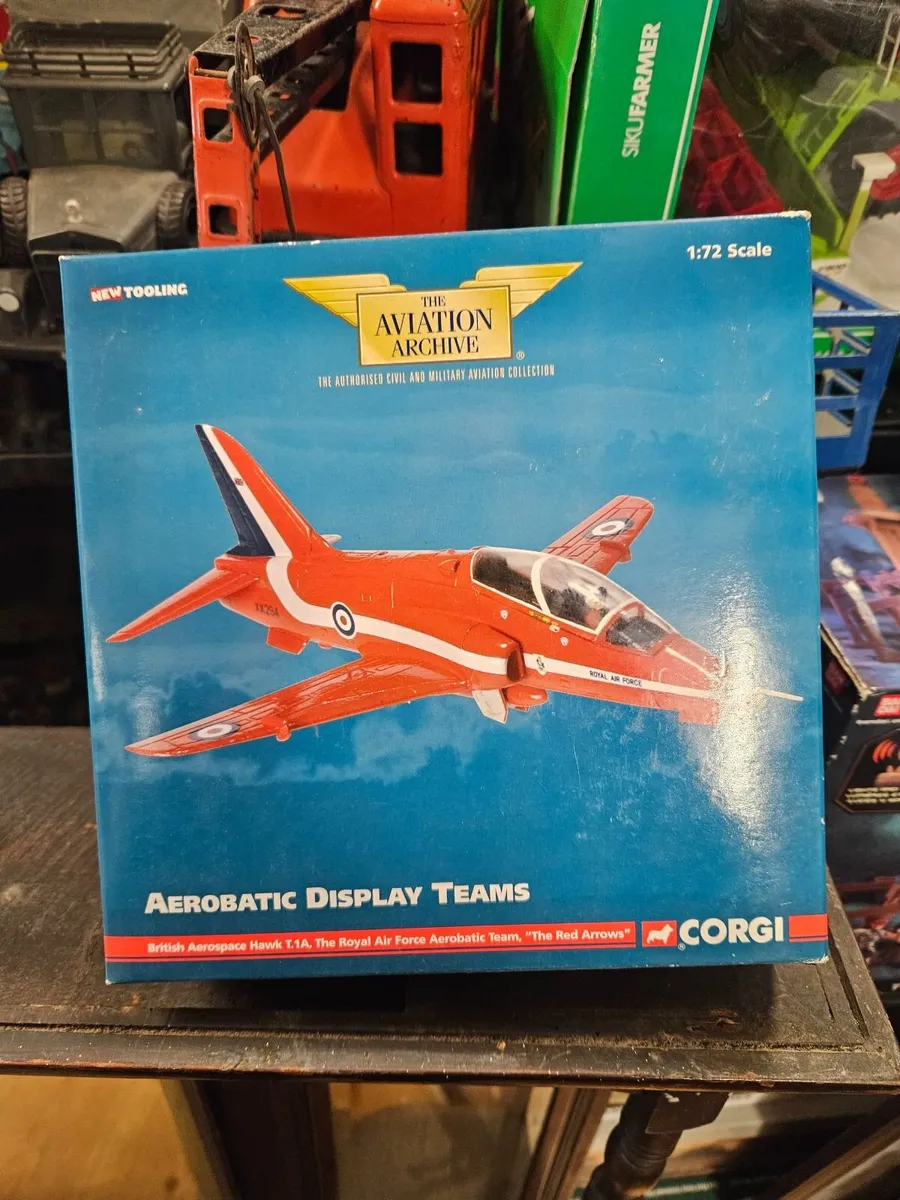 SIKUFARMER
1:72 Scale
NEW TOOLING
THE
AVIATION
ARCHIVE
®
THE AUTHORISED CIVIL AND MILITARY AVIATION COLLECTION
XX294
ROYAL AIR FORCE
AEROBATIC DISPLAY TEAMS
British Aerospace Hawk T.1A, The Royal Air Force Aerobatic Team, "The Red Arrows"
®CORGI